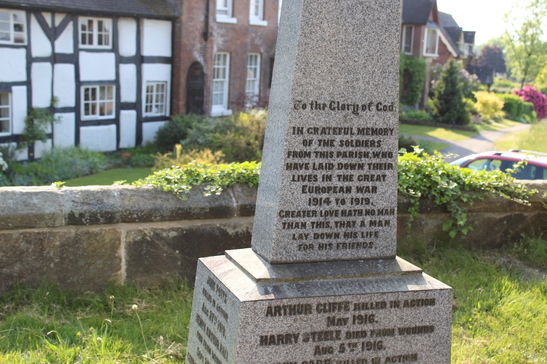 To the Glory of God
IN GRATEFUL MEMORY
OF THE SOLDIERS
FROM THIS PARISH, WHO
HAVE LAID DOWN THEIR
LIVES IN THE GREAT
EUROPEAN WAR
1914 TO 1919.
GREATER LOVE HATH NO MAN
THAN THIS, THAT A MAN
LAY DOWN HIS LIFE
FOR HIS FRIENDS.
ARTHUR CLIFFE KILLED IN ACTION
MAY 1916.
HARRY STEELE DIED FROM WOUNDS
AUG 5TH 1916.
KILLED IN ACTION